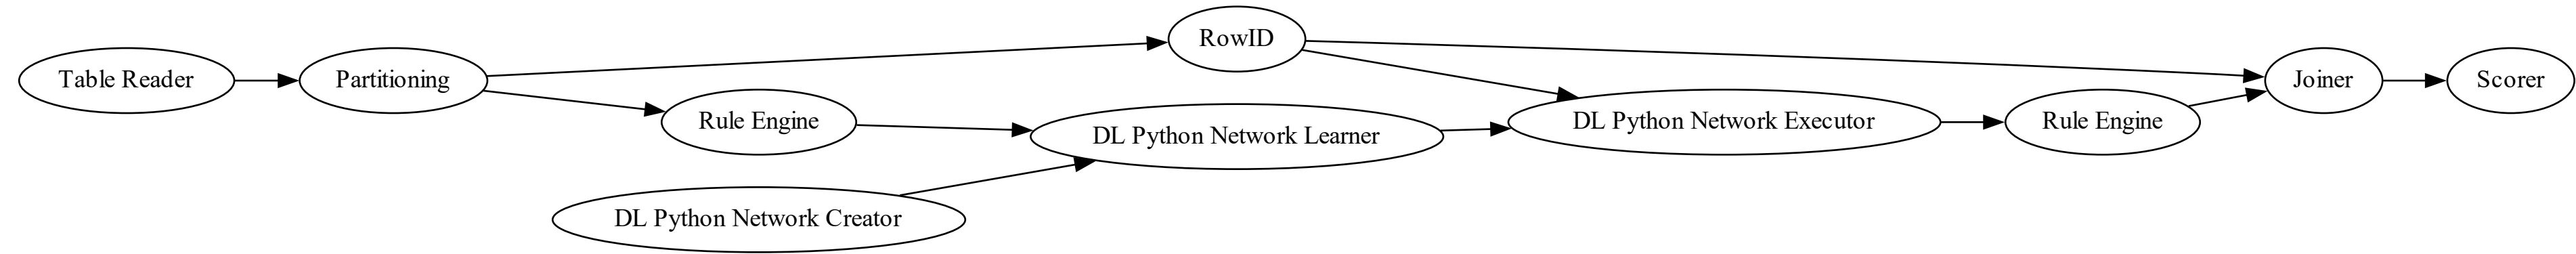 Table Reader
Partitioning
RowID
Rule Engine
DL Python Network Creator
DL Python Network Learner
DL Python Network Executor
Rule Engine
Joiner
Scorer